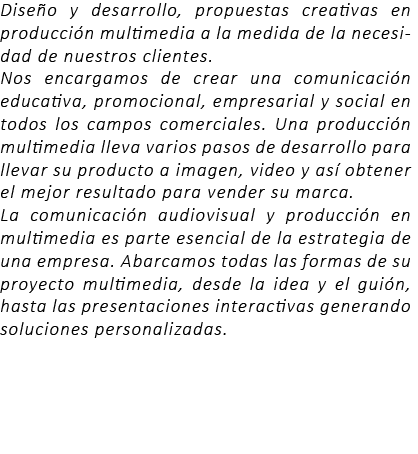 Diseño y desarrollo, propuestas creativas en
producción multimedia a la medida de la necesi-
dad de nuestros clientes.
Nos encargamos de crear una comunicación
educativa, promocional, empresarial y social en
todos los campos comerciales. Una producción
multimedia lleva varios pasos de desarrollo para
llevar su producto a imagen, video y así obtener
el mejor resultado para vender su marca.
La comunicación audiovisual y producción en
multimedia es parte esencial de la estrategia de
una empresa. Abarcamos todas las formas de su
proyecto multimedia, desde la idea y el guión,
hasta las presentaciones interactivas generando
soluciones personalizadas.